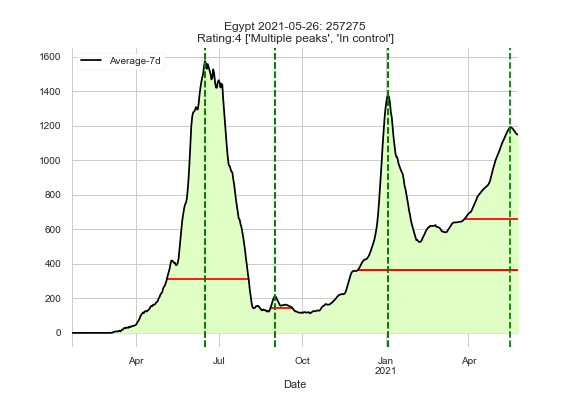 Egypt 2021-05-26: 257275
Rating:4 ['Multiple peaks', 'In control']
Average-7d
1600
1400
1200
1000
800
600
400
200
0
Apr
Jul
Oct
Jan
2021
Apr
Date